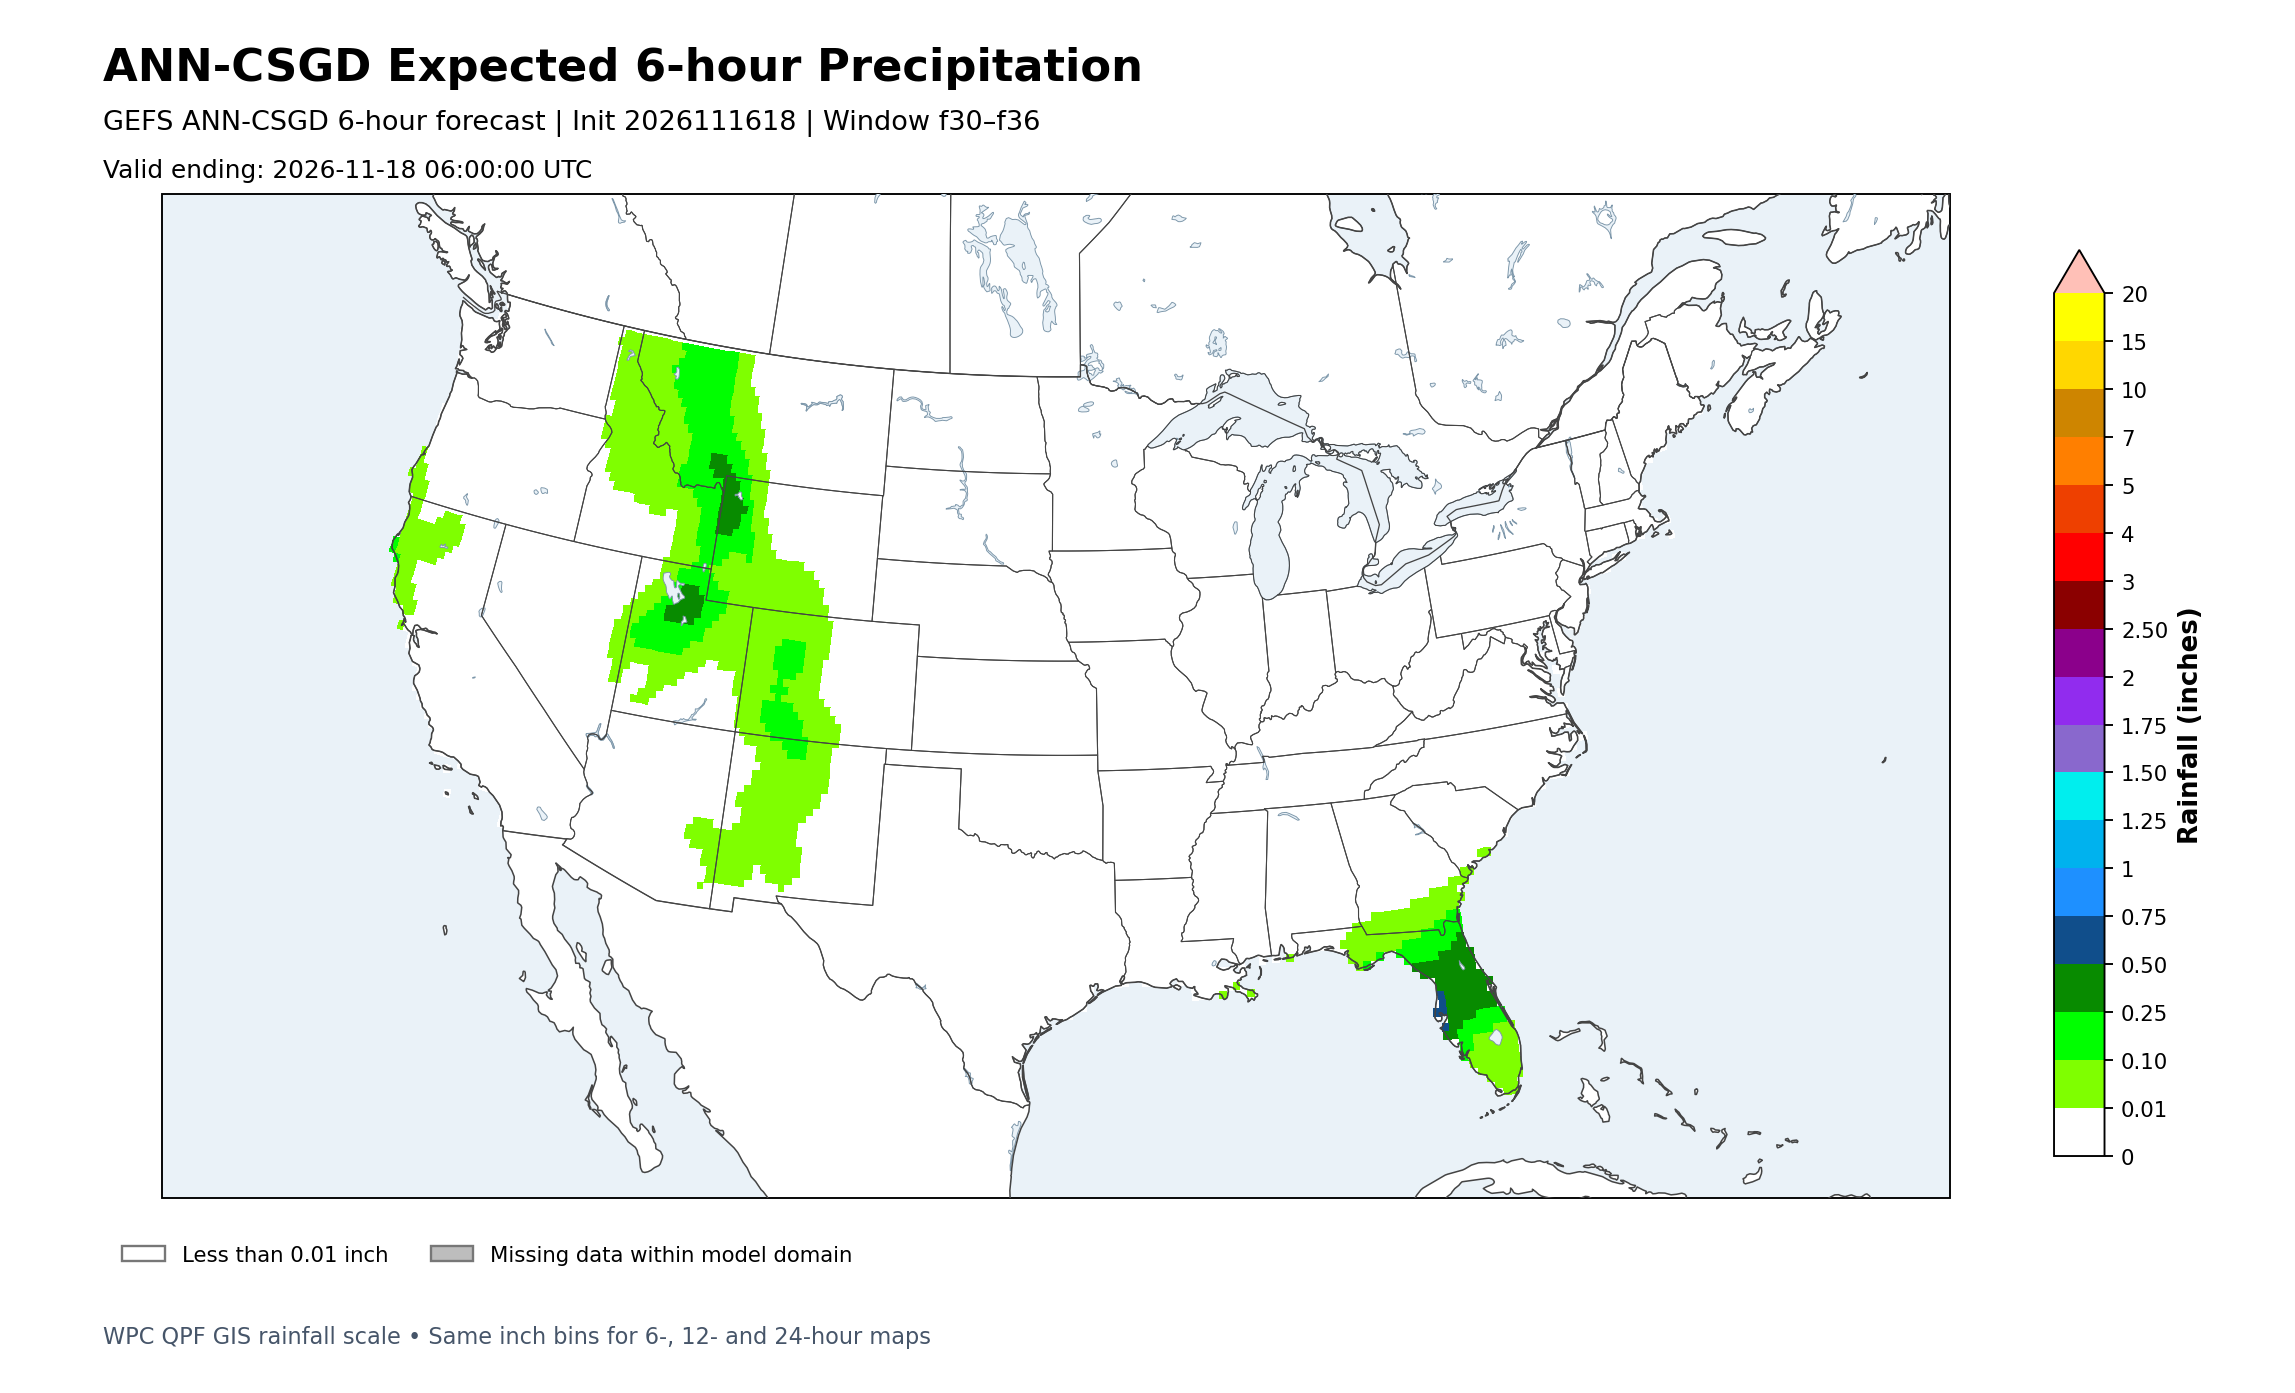 ANN-CSGD Expected 6-hour Precipitation
GEFS ANN-CSGD 6-hour forecast | Init 2026111618 | Window f30–f36
Valid ending: 2026-11-18 06:00:00 UTC
20
15
10
7
5
4
3
2.50
2
1.75
1.50
1.25
1
0.75
0.50
0.25
0.10
0.01
0
Rainfall (inches)
Less than 0.01 inch
Missing data within model domain
WPC QPF GIS rainfall scale • Same inch bins for 6-, 12- and 24-hour maps